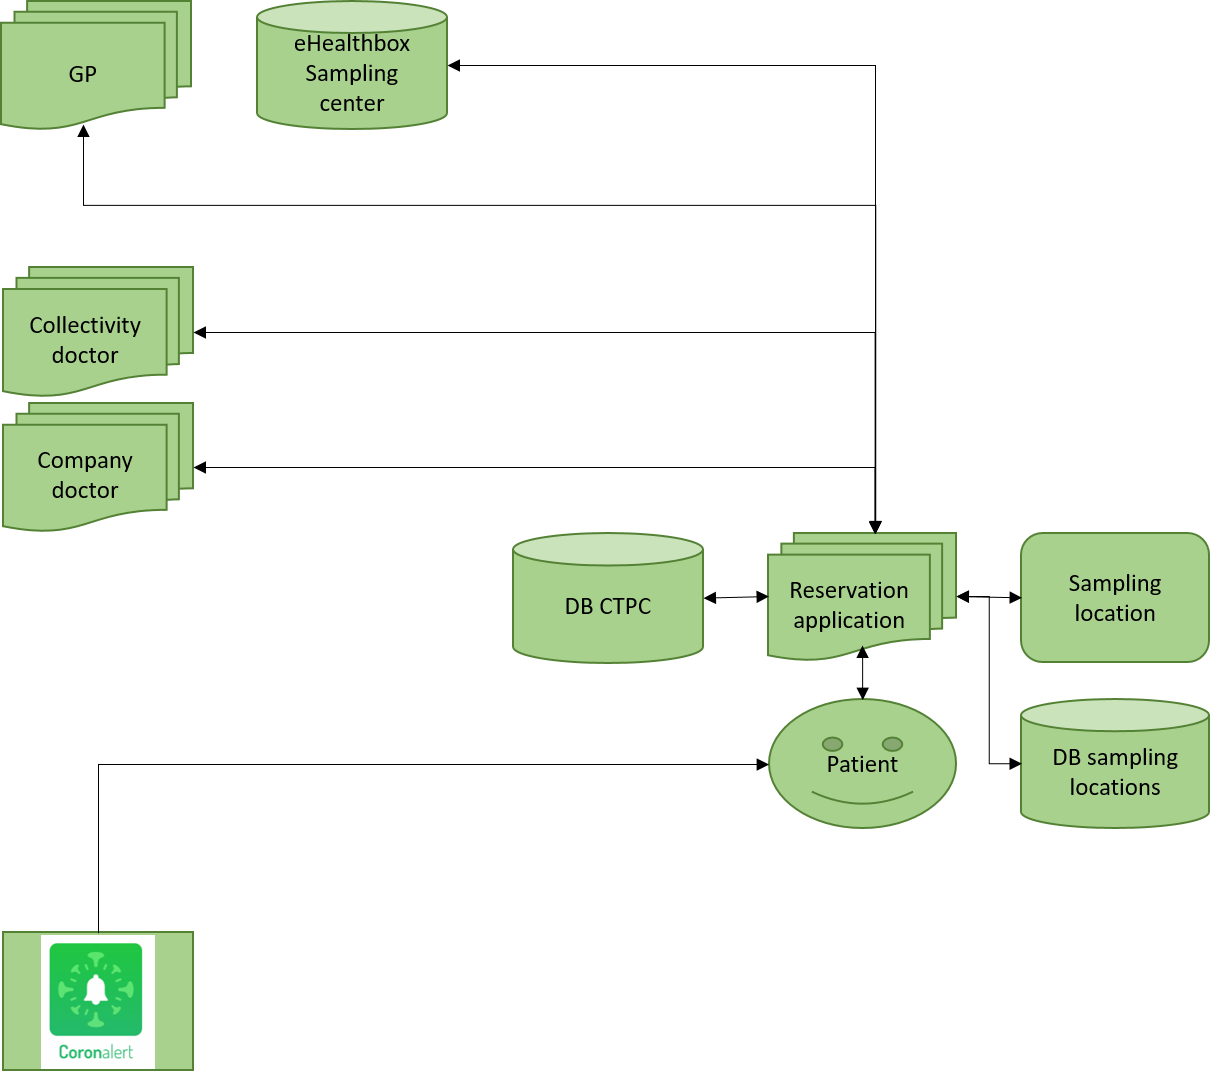 GP
eHealthbox
Sampling
center
Collectivity
doctor
Company
doctor
DB CTPC
Reservation
application
Sampling
location
Patient
DB sampling
locations
Coronalert